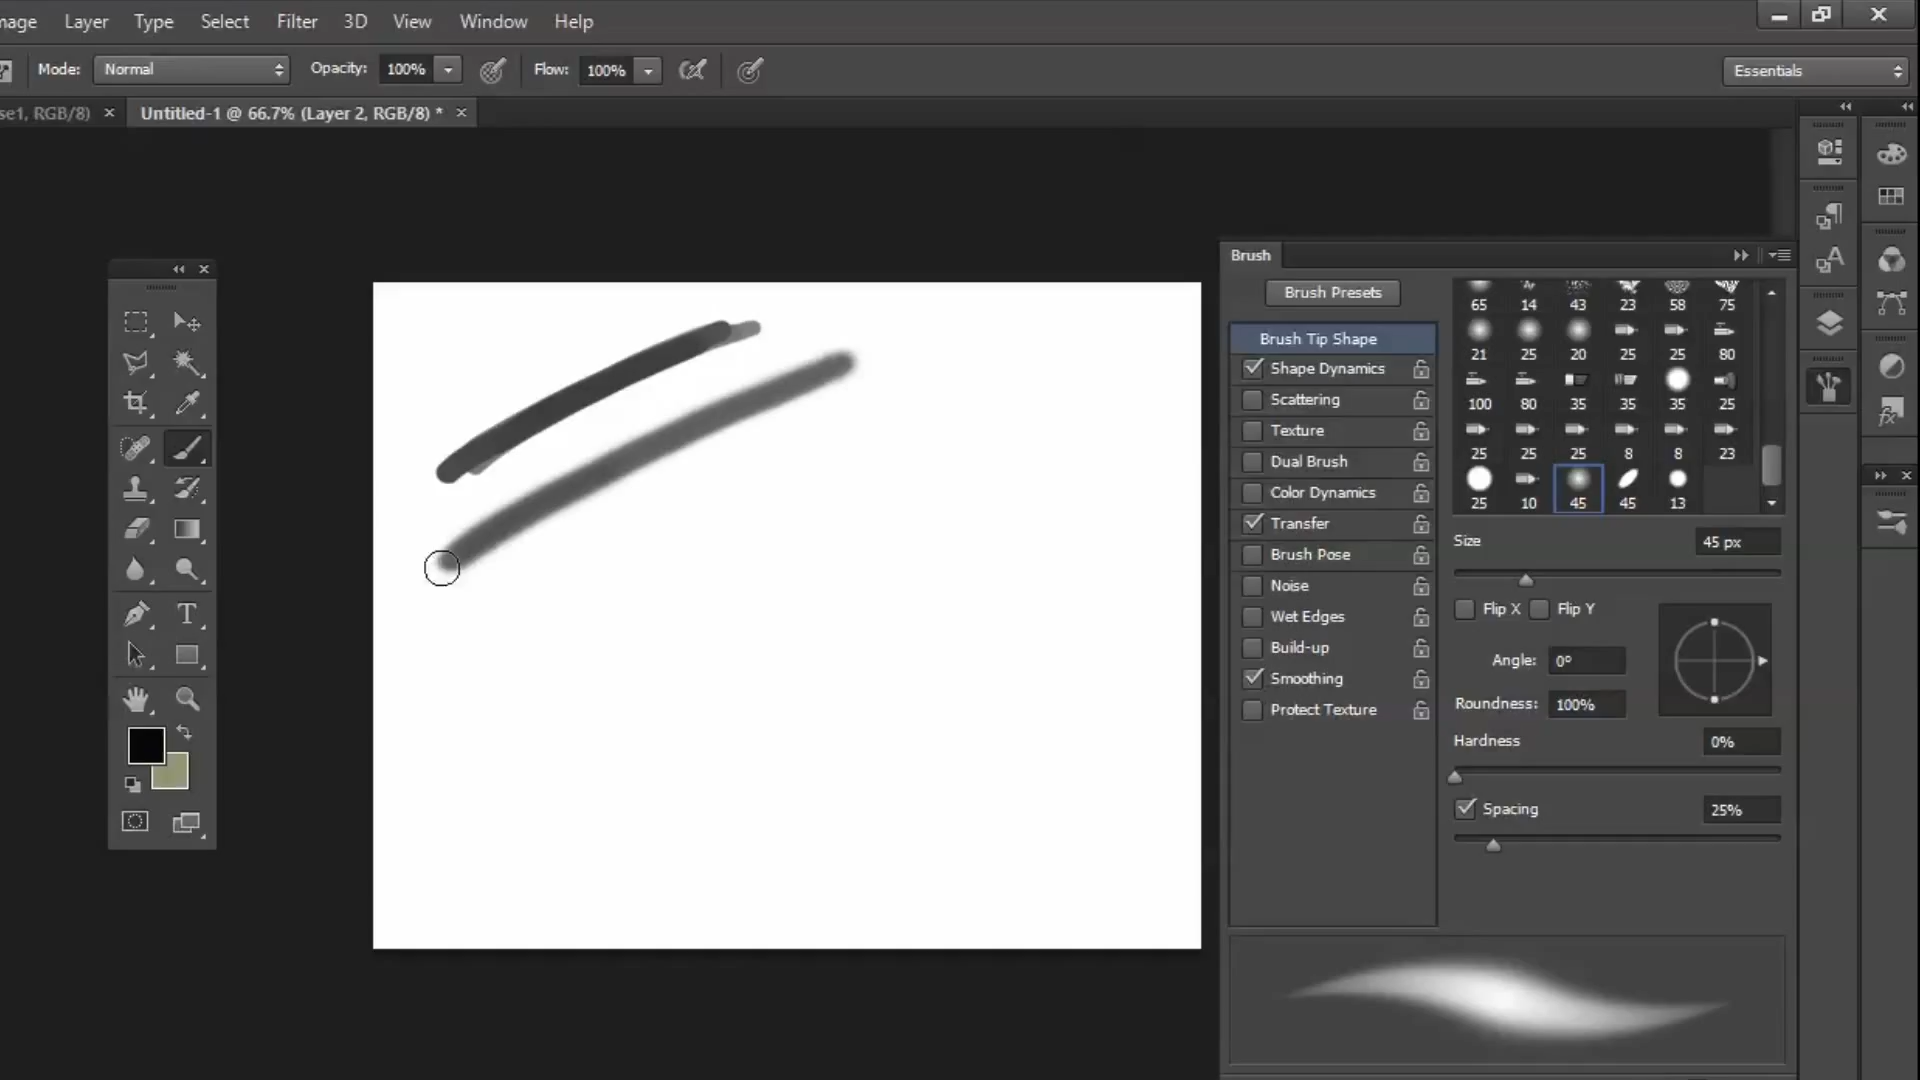 mage Layer Type Select Filter 3D View Window Help
Mode: Normal Opacity: 100% Flow: 100% Essentials
se1, RGB/8) × Untitled-1 @ 66.7% (Layer 2, RGB/8) * ×
Brush
Brush Presets
Brush Tip Shape
Shape Dynamics
Scattering
Texture
Dual Brush
Color Dynamics
Transfer
Brush Pose
Noise
Wet Edges
Build-up
Smoothing
Protect Texture
65 14 43 23 58 75
21 25 20 25 25 80
100 80 35 35 35 25
25 25 25 8 8 23
25 10 45 45 13
Size 45 px
Flip X Flip Y
Angle: 0º
Roundness: 100%
Hardness 0%
Spacing 25%